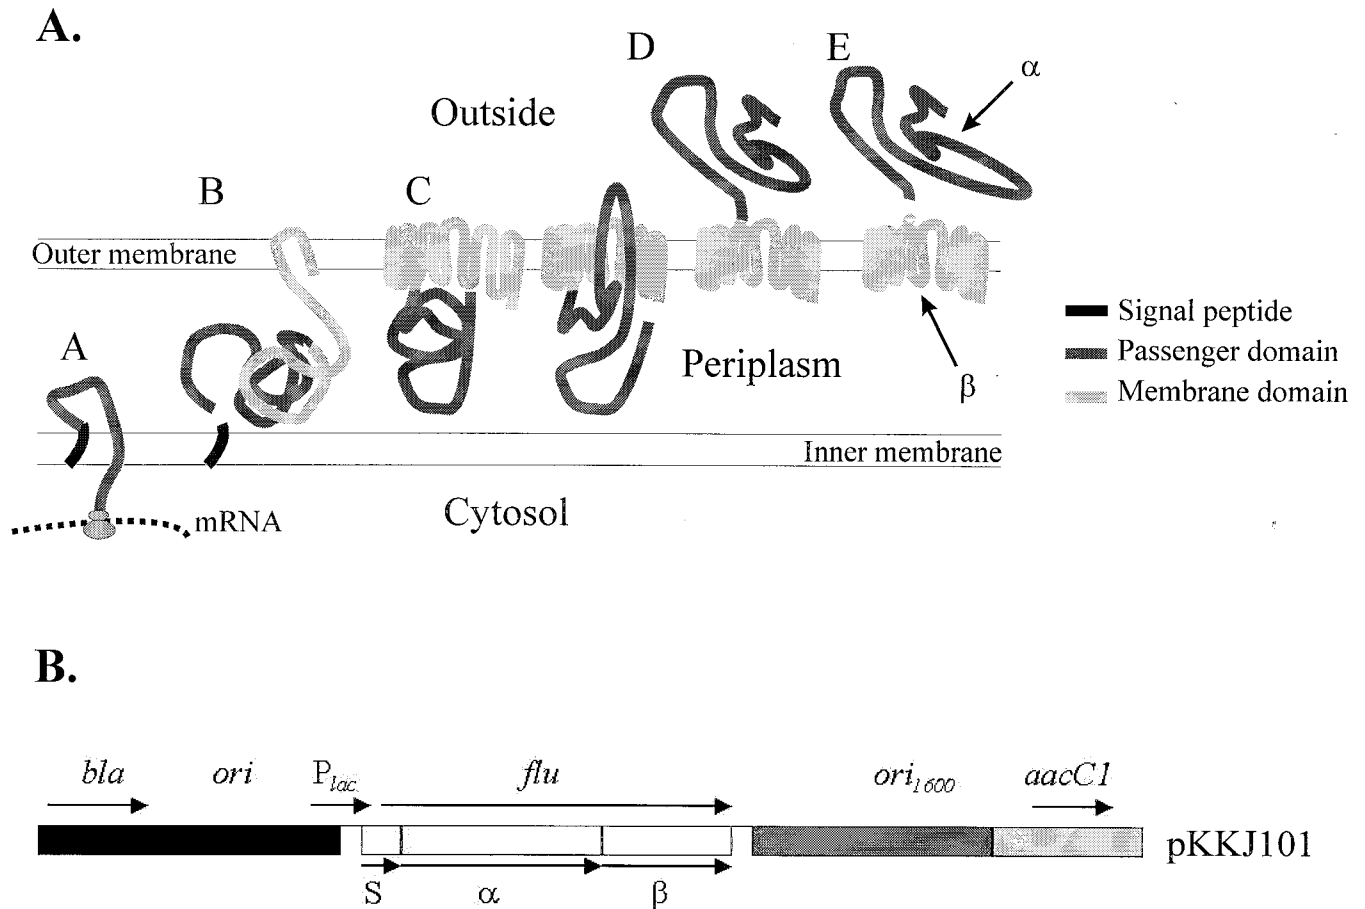 A.
D
E
α
Outside
B
C
Outer membrane
A
Periplasm
β
Signal peptide
Passenger domain
Membrane domain
Inner membrane
mRNA
Cytosol
B.
bla ori Plac flu ori1600 aacC1
pKKJ101
S α β